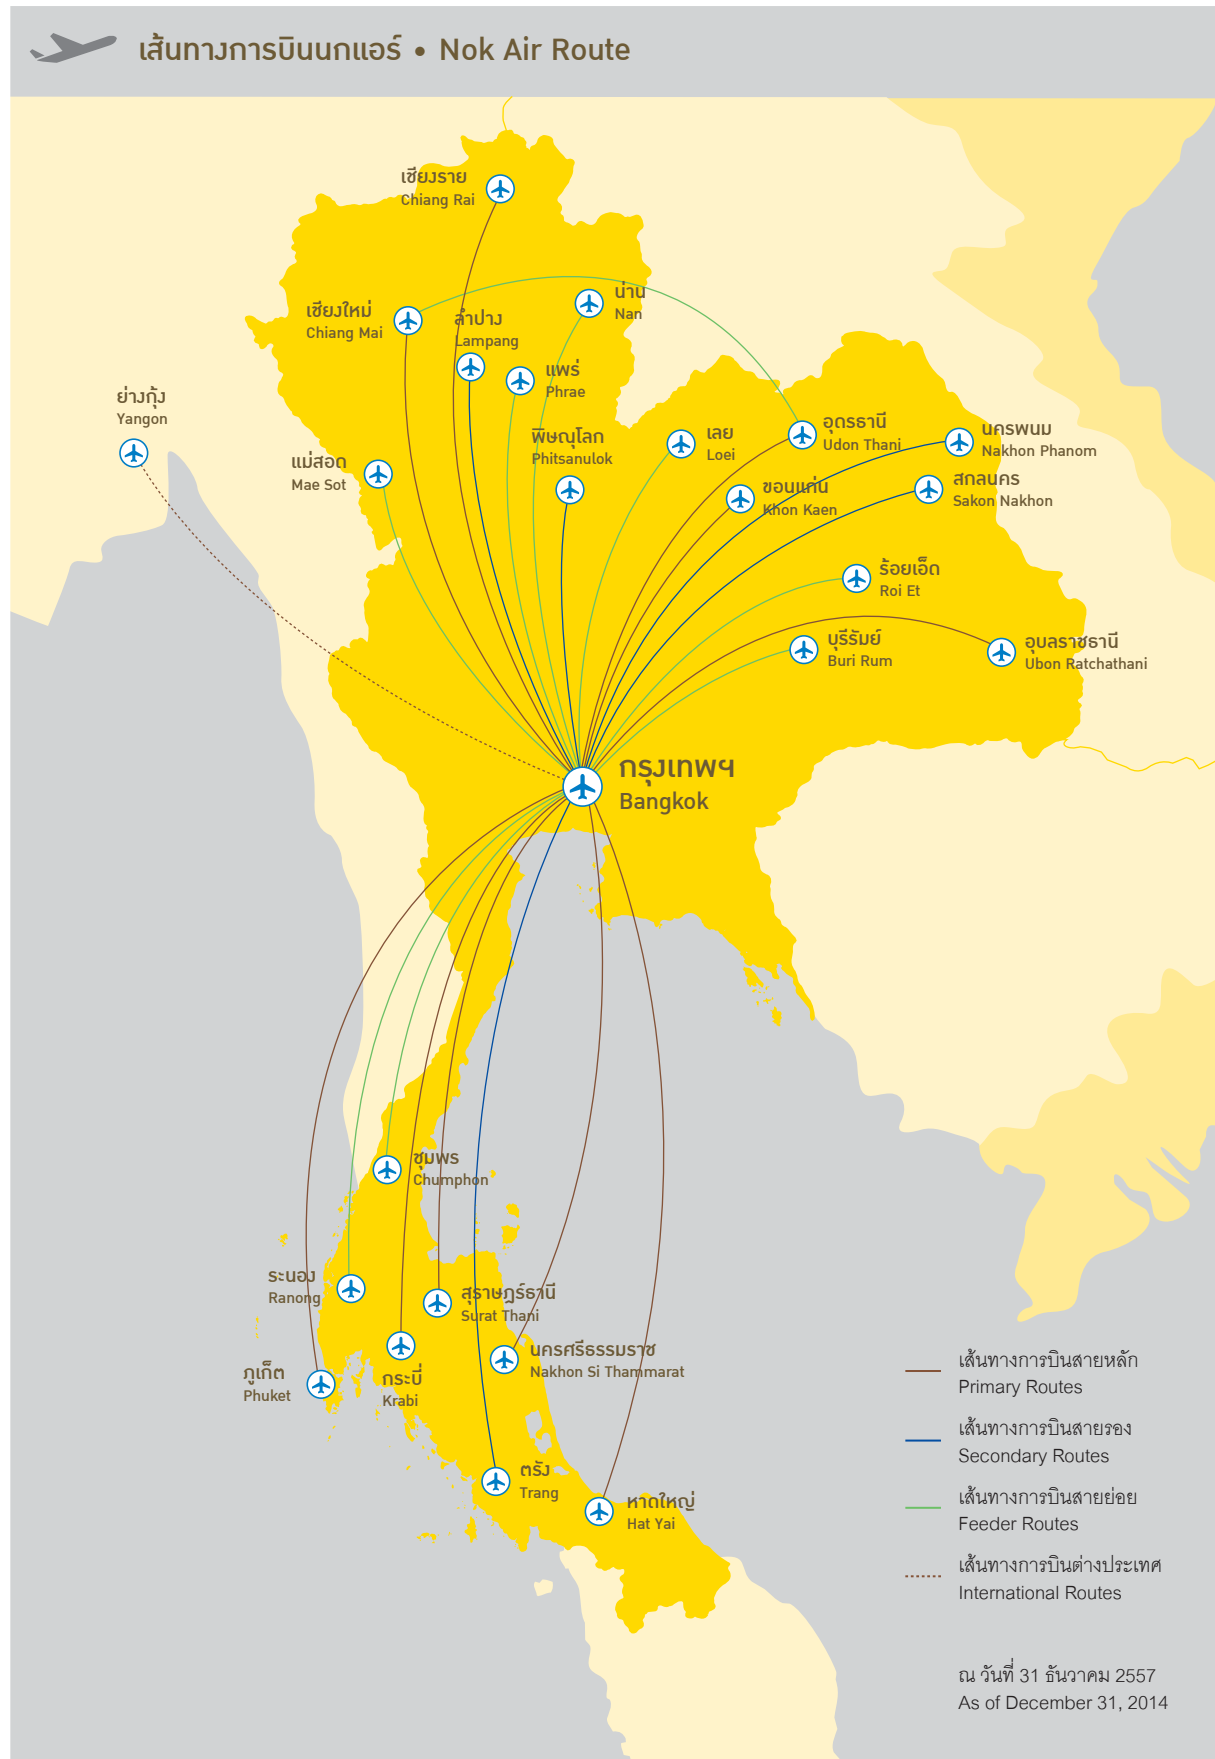 เส้นทางการบินนกแอร์ • Nok Air Route
เชียงราย
Chiang Rai
เชียงใหม่
Chiang Mai
ลำปาง
Lampang
น่าน
Nan
แพร่
Phrae
ย่างกุ้ง
Yangon
แม่สอด
Mae Sot
พิษณุโลก
Phitsanulok
เลย
Loei
อุดรธานี
Udon Thani
นครพนม
Nakhon Phanom
ขอนแก่น
Khon Kaen
สกลนคร
Sakon Nakhon
ร้อยเอ็ด
Roi Et
บุรีรัมย์
Buri Rum
อุบลราชธานี
Ubon Ratchathani
กรุงเทพฯ
Bangkok
ชุมพร
Chumphon
ระนอง
Ranong
สุราษฎร์ธานี
Surat Thani
นครศรีธรรมราช
Nakhon Si Thammarat
ภูเก็ต
Phuket
กระบี่
Krabi
ตรัง
Trang
หาดใหญ่
Hat Yai
เส้นทางการบินสายหลัก
Primary Routes
เส้นทางการบินสายรอง
Secondary Routes
เส้นทางการบินสายย่อย
Feeder Routes
เส้นทางการบินต่างประเทศ
International Routes
ณ วันที่ 31 ธันวาคม 2557
As of December 31, 2014